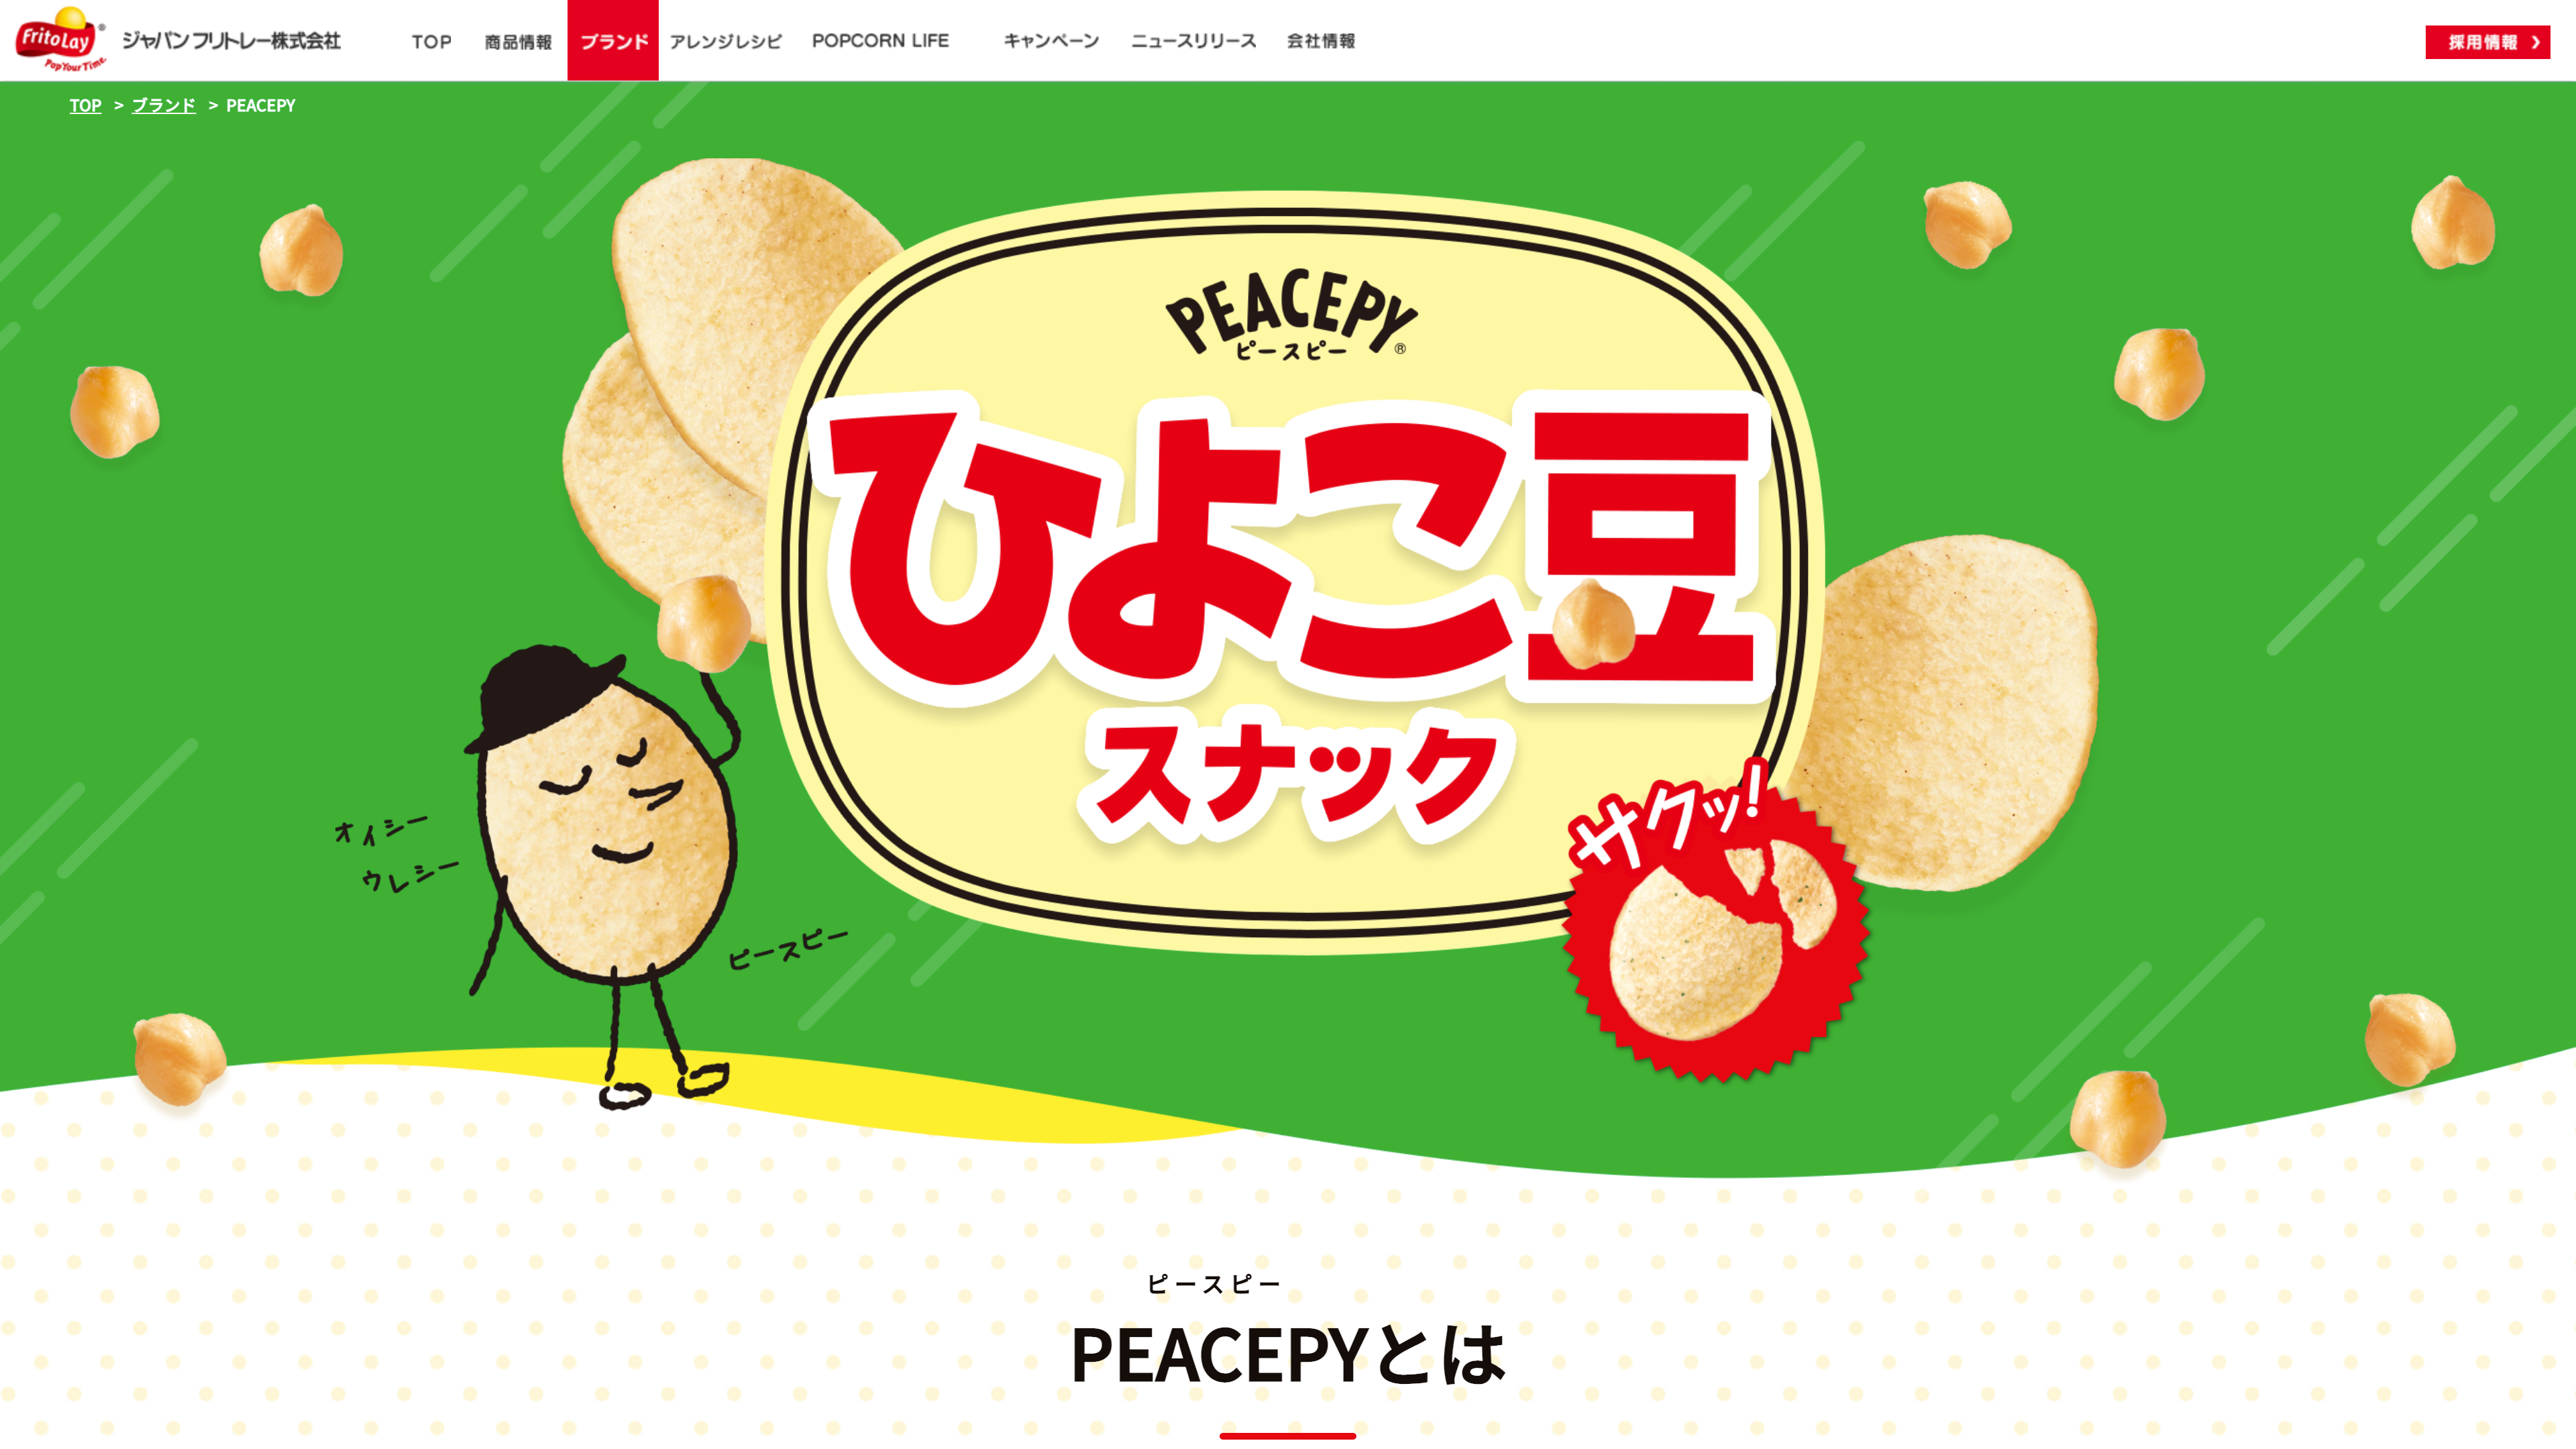 FritoLay ®
Pop Your Time.
ジャパン フリトレー株式会社
TOP 商品情報 ブランド アレンジレシピ POPCORN LIFE キャンペーン ニュースリリース 会社情報
採用情報 ❯
TOP > ブランド > PEACEPY
PEACEPY
ピースピー ®
ひよこ豆
スナック
サクッ!
オイシー
ウレシー
ピースピー
ピースピー
PEACEPYとは